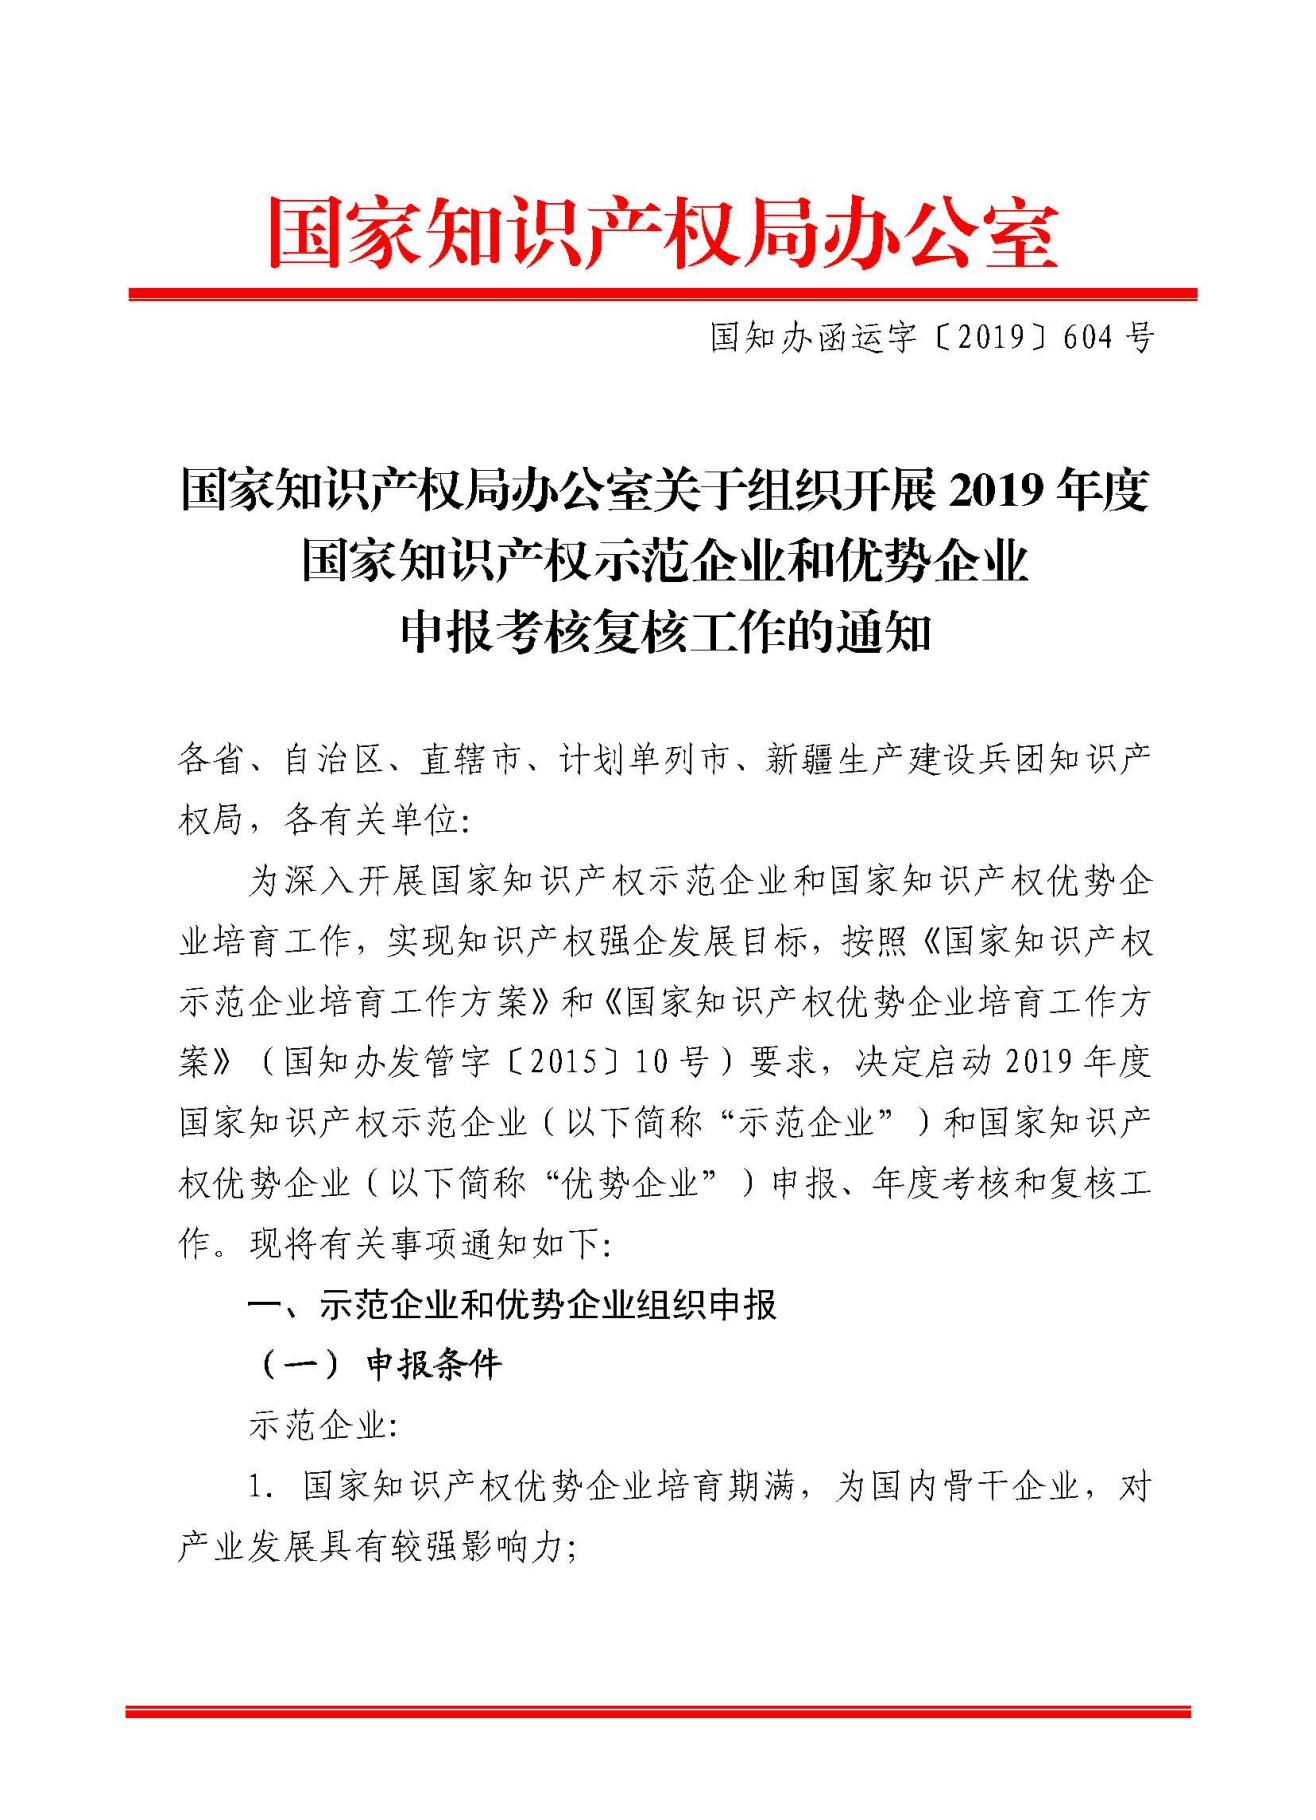 国家知识产权局办公室
国知办函运字〔2019〕604 号
国家知识产权局办公室关于组织开展 2019 年度
国家知识产权示范企业和优势企业
申报考核复核工作的通知
各省、自治区、直辖市、计划单列市、新疆生产建设兵团知识产
权局，各有关单位：
为深入开展国家知识产权示范企业和国家知识产权优势企
业培育工作，实现知识产权强企发展目标，按照《国家知识产权
示范企业培育工作方案》和《国家知识产权优势企业培育工作方
案》（国知办发管字〔2015〕10 号）要求，决定启动 2019 年度
国家知识产权示范企业（以下简称“示范企业”）和国家知识产
权优势企业（以下简称“优势企业”）申报、年度考核和复核工
作。现将有关事项通知如下：
一、示范企业和优势企业组织申报
（一）申报条件
示范企业：
1. 国家知识产权优势企业培育期满，为国内骨干企业，对
产业发展具有较强影响力；